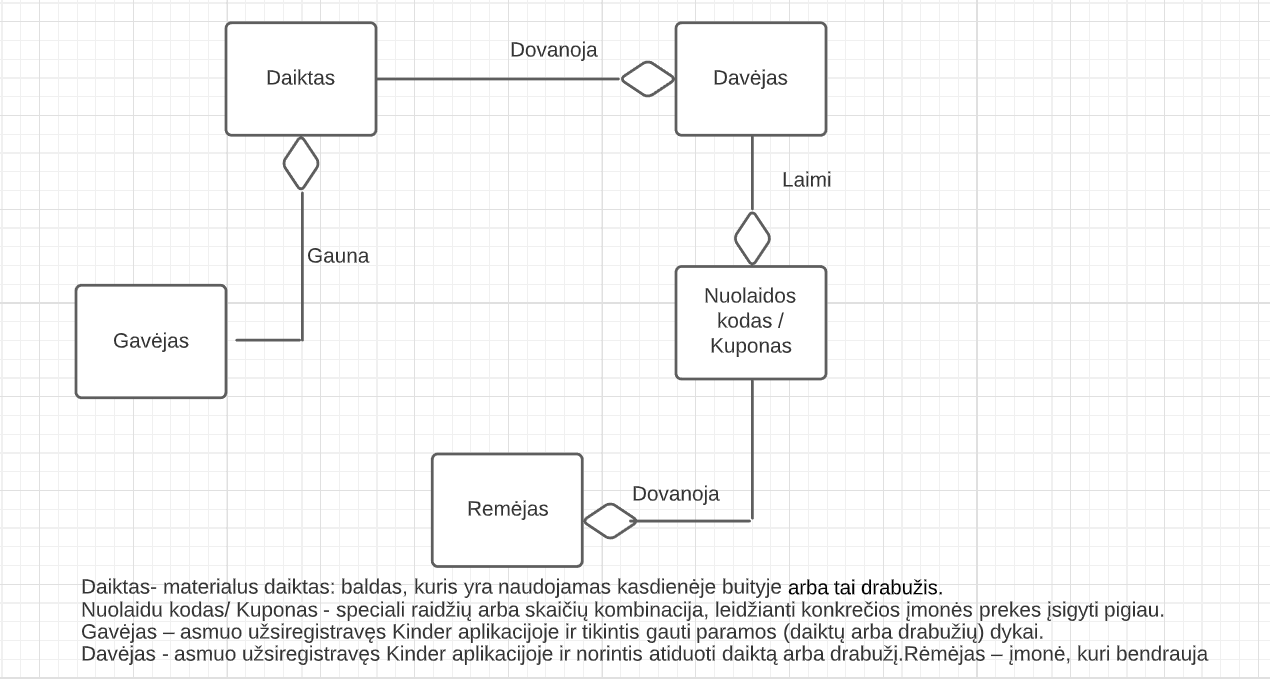 Dovanoja
Daiktas
Davėjas
Laimi
Gauna
Nuolaidos
kodas /
Kuponas
Gavėjas
Dovanoja
Remėjas
Daiktas- materialus daiktas: baldas, kuris yra naudojamas kasdienėje buityje arba tai drabužis.
Nuolaidu kodas/ Kuponas - speciali raidžių arba skaičių kombinacija, leidžianti konkrečios įmonės prekes įsigyti pigiau.
Gavėjas – asmuo užsiregistravęs Kinder aplikacijoje ir tikintis gauti paramos (daiktų arba drabužių) dykai.
Davėjas - asmuo užsiregistravęs Kinder aplikacijoje ir norintis atiduoti daiktą arba drabužį.Rėmėjas – įmonė, kuri bendrauja